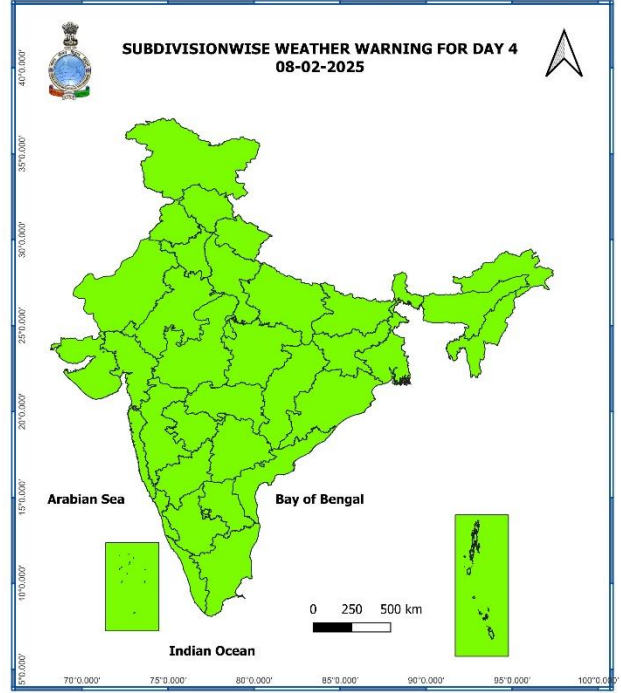 SUBDIVISIONWISE WEATHER WARNING FOR DAY 4
08-02-2025
40°0.000'
35°0.000'
30°0.000'
25°0.000'
20°0.000'
15°0.000'
10°0.000'
5°0.000'
Arabian Sea
Bay of Bengal
0 250 500 km
Indian Ocean
70°0.000' 75°0.000' 80°0.000' 85°0.000' 90°0.000' 95°0.000' 100°0.000'